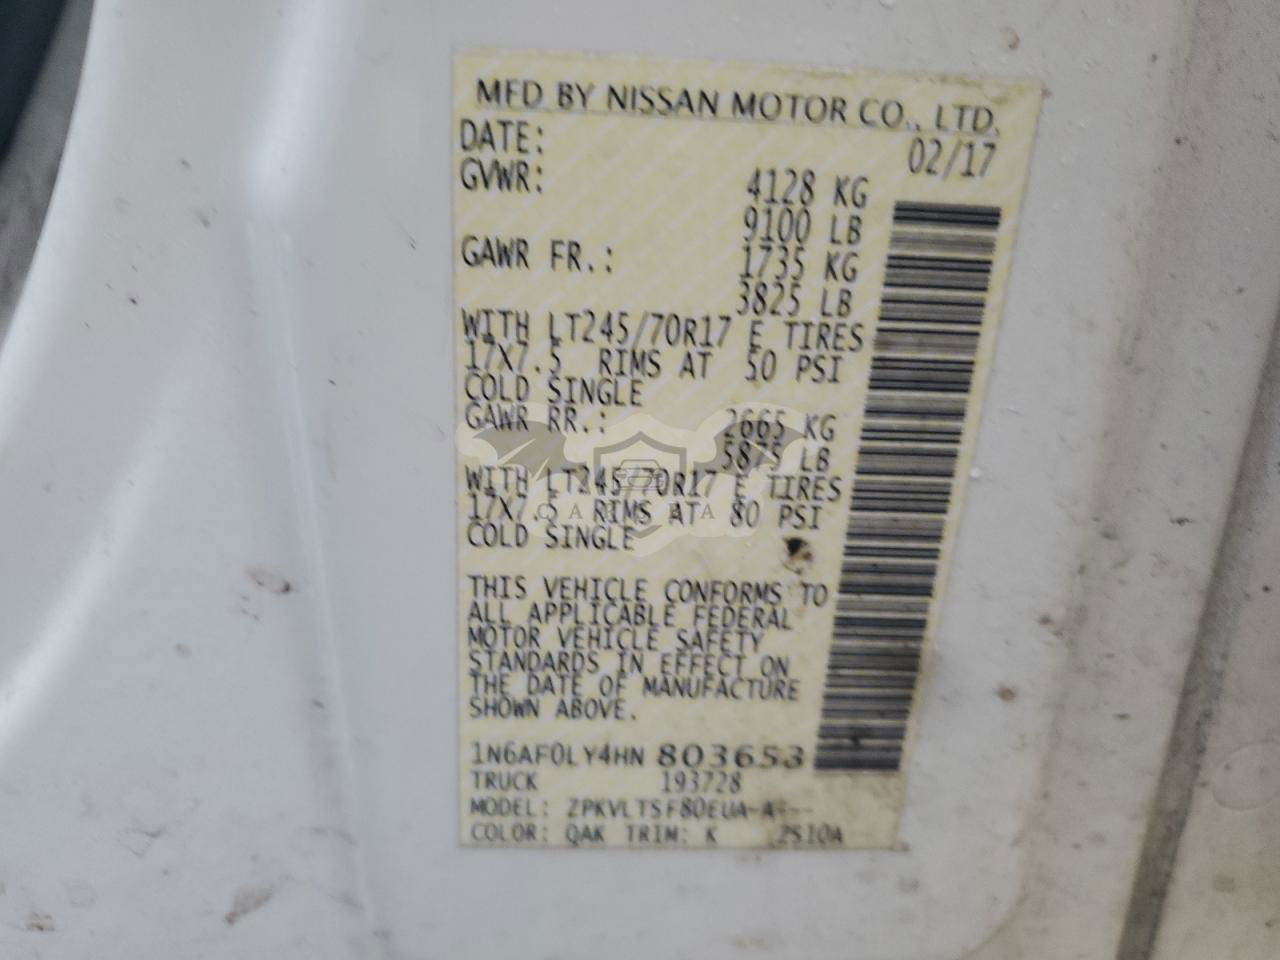 MFD BY NISSAN MOTOR CO., LTD.
DATE: 02/17
GVWR: 4128 KG
9100 LB
GAWR FR.: 1735 KG
3825 LB
WITH LT245/70R17 E TIRES
17X7.5 RIMS AT 50 PSI
COLD SINGLE
GAWR RR.: 2665 KG
5875 LB
WITH LT245/70R17 E TIRES
17X7.5 RIMS AT 80 PSI
COLD SINGLE
THIS VEHICLE CONFORMS TO
ALL APPLICABLE FEDERAL
MOTOR VEHICLE SAFETY
STANDARDS IN EFFECT ON
THE DATE OF MANUFACTURE
SHOWN ABOVE.
1N6AF0LY4HN 803653
TRUCK 193728
MODEL: ZPKVLTSF80EUA-A---
COLOR: QAK TRIM: K 2S10A